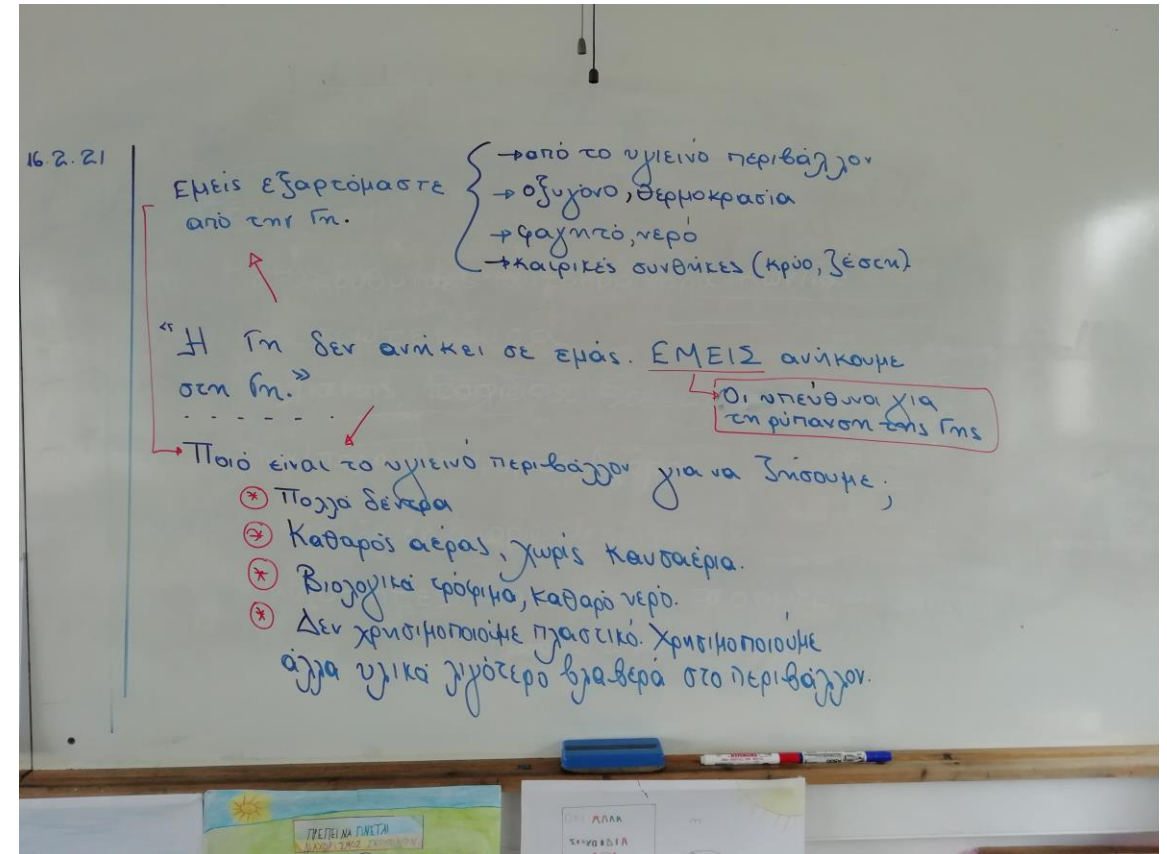 16.2.21
Εμείς εξαρτόμαστε
από την Γη.
→από το υγιεινό περιβάλλον
→οξυγόνο, θερμοκρασία
→φαγητό, νερό
→καιρικές συνθήκες (κρύο, ζέστη)
"Η Γη δεν ανήκει σε εμάς. ΕΜΕΙΣ ανήκουμε
στη Γη."
Οι υπεύθυνοι για
τη ρύπανση της Γης
Ποιό είναι το υγιεινό περιβάλλον για να ζήσουμε;
* Πολλά δέντρα
* Καθαρός αέρας, χωρίς καυσαέρια.
* Βιολογικά τρόφιμα, καθαρό νερό.
* Δεν χρησιμοποιούμε πλαστικό. Χρησιμοποιούμε
άλλα υλικά λιγότερο βλαβερά στο περιβάλλον.
ΠΡΕΠΕΙ ΝΑ ΓΙΝΕΤΑΙ
ΣΚΟΥΠΙΔΙΑ